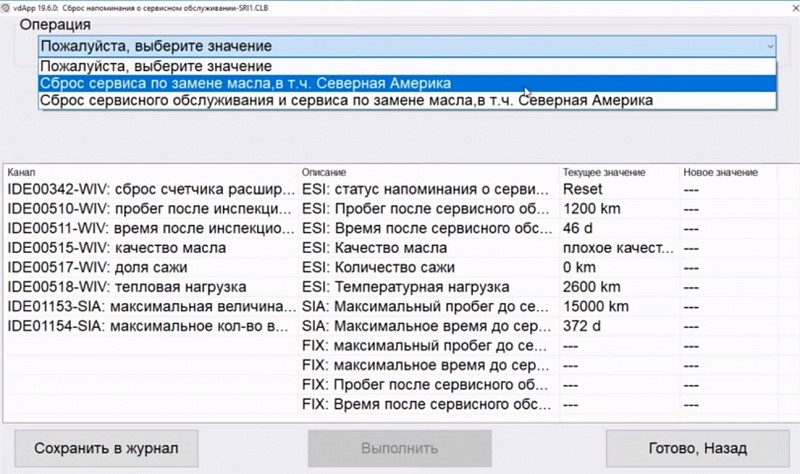 vdApp 19.6.0: Сброс напоминания о сервисном обслуживании-SRI1.CLB
Операция
Пожалуйста, выберите значение
Пожалуйста, выберите значение
Сброс сервиса по замене масла,в т.ч. Северная Америка
Сброс сервисного обслуживания и сервиса по замене масла,в т.ч. Северная Америка
Канал Описание Текущее значение Новое значение
IDE00342-WIV: сброс счетчика расшир... ESI: статус напоминания о серви... Reset ---
IDE00510-WIV: пробег после инспекци... ESI: Пробег после сервисного об... 1200 km ---
IDE00511-WIV: время после инспекцио... ESI: Время после сервисного обс... 46 d ---
IDE00515-WIV: качество масла ESI: Качество масла плохое качест... ---
IDE00517-WIV: доля сажи ESI: Количество сажи 0 km ---
IDE00518-WIV: тепловая нагрузка ESI: Температурная нагрузка 2600 km ---
IDE01153-SIA: максимальная величина... SIA: Максимальный пробег до се... 15000 km ---
IDE01154-SIA: максимальное кол-во в... SIA: Максимальное время до сер... 372 d ---
FIX: максимальный пробег до се... --- ---
FIX: максимальное время до сер... --- ---
FIX: Пробег после сервисного об... --- ---
FIX: Время после сервисного обс... --- ---
Сохранить в журнал Выполнить Готово, Назад